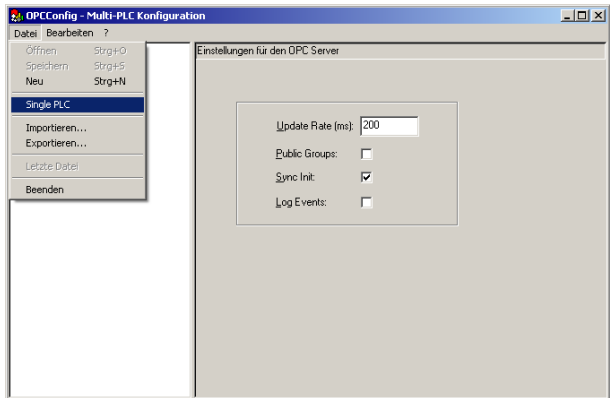 OPCConfig - Multi-PLC Konfiguration
Datei Bearbeiten ?
Öffnen Strg+O
Speichern Strg+S
Neu Strg+N
Single PLC
Importieren...
Exportieren...
Letzte Datei
Beenden
Einstellungen für den OPC Server
Update Rate (ms): 200
Public Groups:
Sync Init:
Log Events: